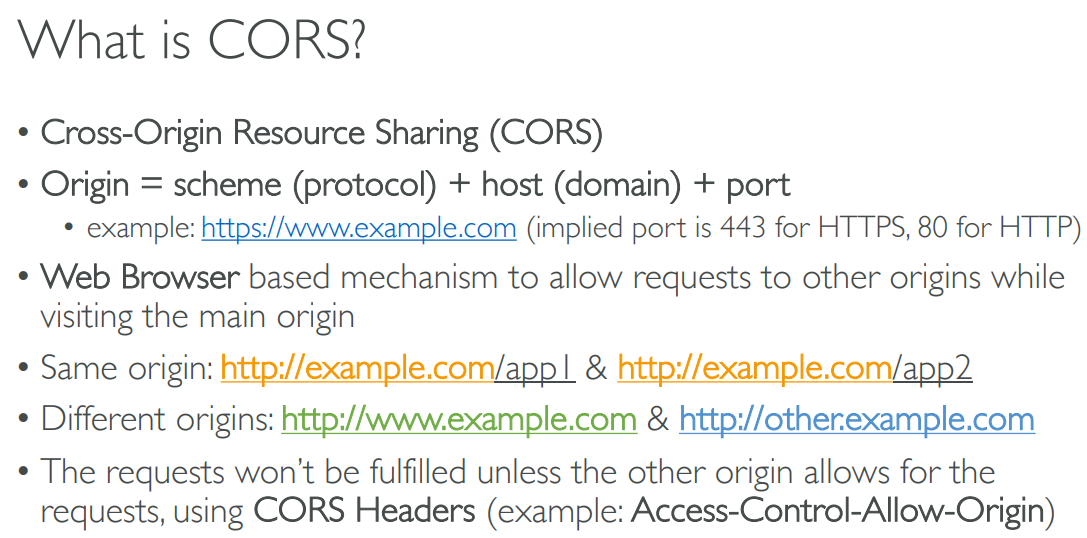 What is CORS?
• Cross-Origin Resource Sharing (CORS)
• Origin = scheme (protocol) + host (domain) + port
• example: https://www.example.com (implied port is 443 for HTTPS, 80 for HTTP)
• Web Browser based mechanism to allow requests to other origins while
visiting the main origin
• Same origin: http://example.com/app1 & http://example.com/app2
• Different origins: http://www.example.com & http://other.example.com
• The requests won’t be fulfilled unless the other origin allows for the
requests, using CORS Headers (example: Access-Control-Allow-Origin)